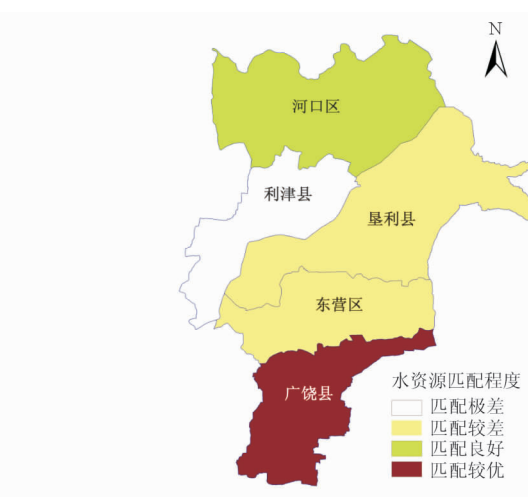 N
河口区
利津县
垦利县
东营区
广饶县
水资源匹配程度
匹配极差
匹配较差
匹配良好
匹配较优